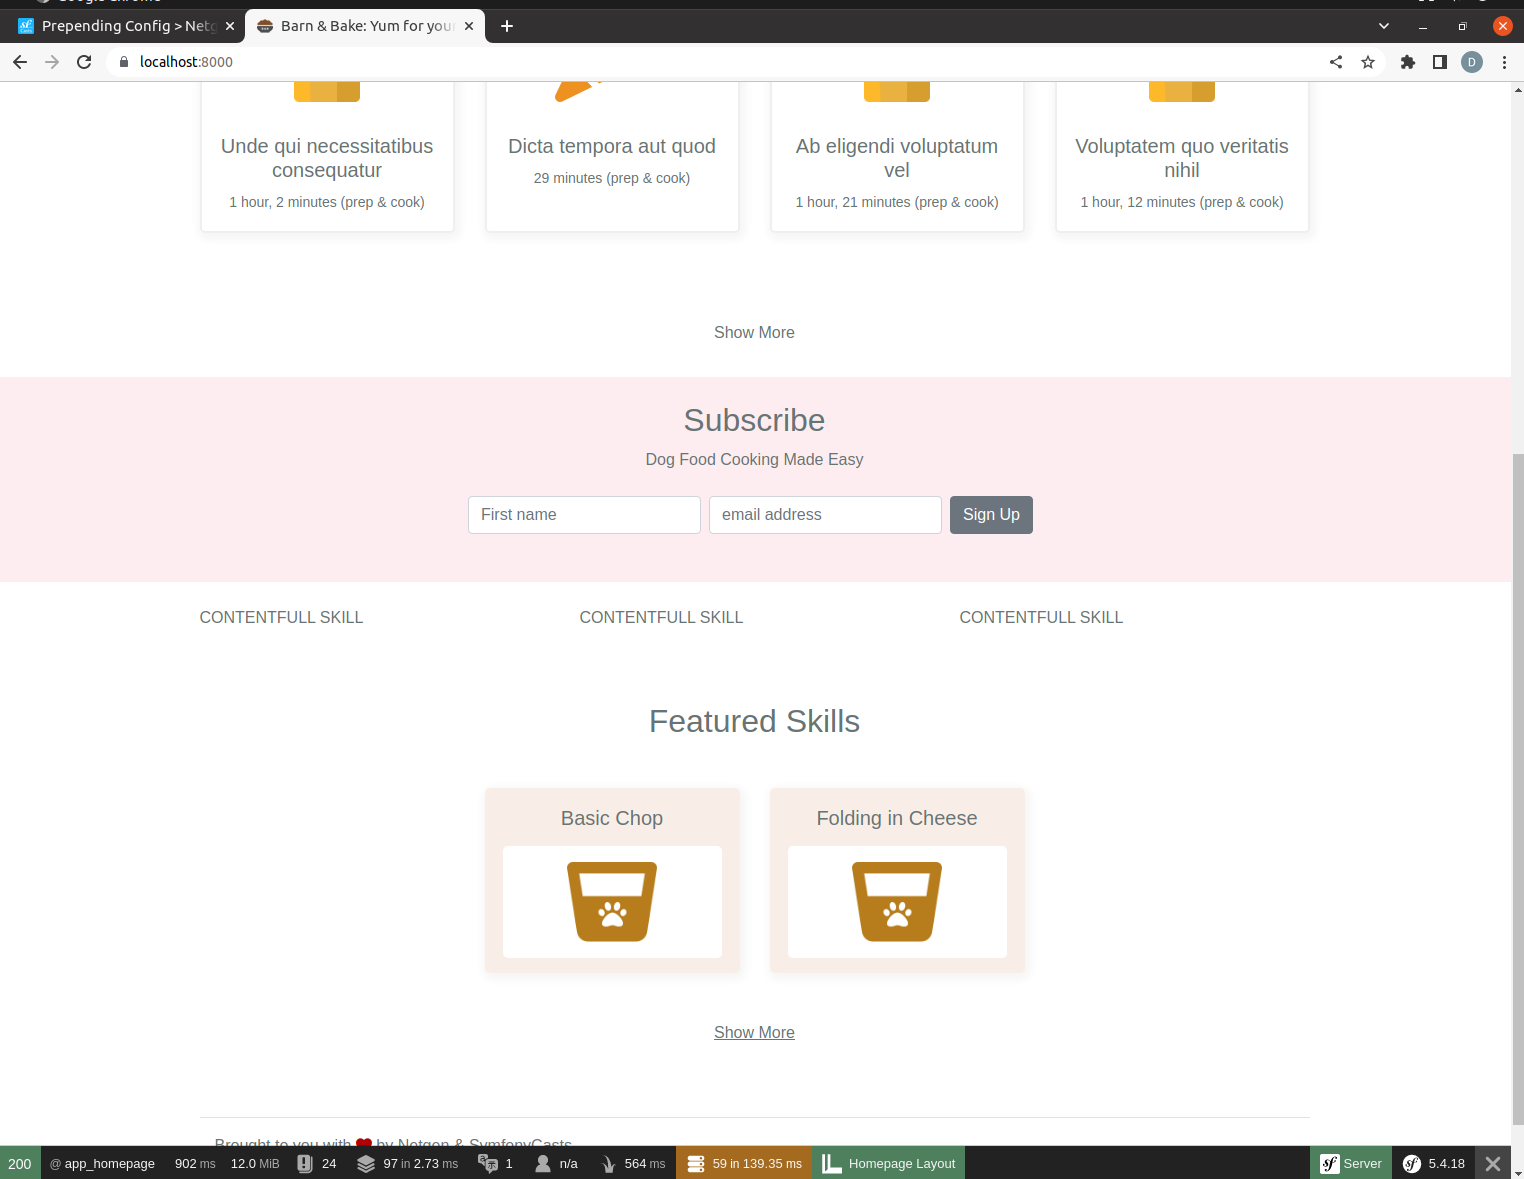 Prepending Config > Netg
Barn & Bake: Yum for your
localhost:8000
D
Unde qui necessitatibus
consequatur
1 hour, 2 minutes (prep & cook)
Dicta tempora aut quod
29 minutes (prep & cook)
Ab eligendi voluptatum
vel
1 hour, 21 minutes (prep & cook)
Voluptatem quo veritatis
nihil
1 hour, 12 minutes (prep & cook)
Show More
Subscribe
Dog Food Cooking Made Easy
First name
email address
Sign Up
CONTENTFULL SKILL
CONTENTFULL SKILL
CONTENTFULL SKILL
Featured Skills
Basic Chop
Folding in Cheese
Show More
Brought to you with by Netgen & SymfonyCasts
200 @ app_homepage 902 ms 12.0 MiB 24 97 in 2.73 ms 1 n/a 564 ms 59 in 139.35 ms Homepage Layout Server 5.4.18